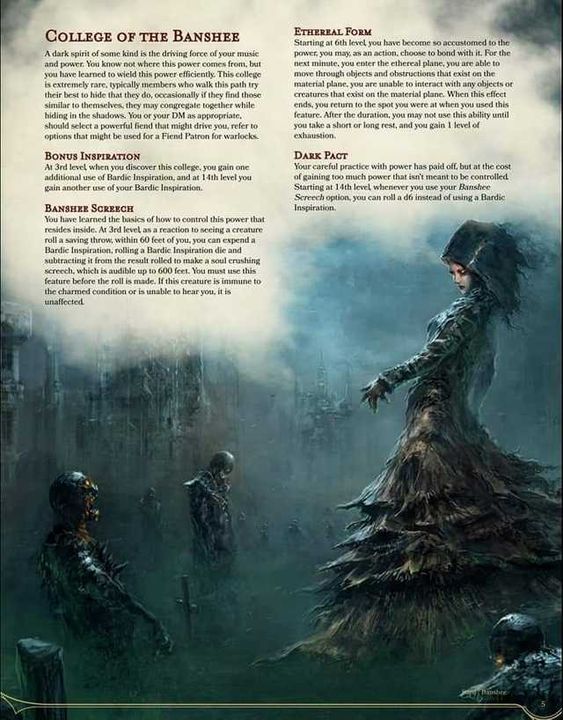 COLLEGE OF THE BANSHEE
A dark spirit of some kind is the driving force of your music
and power. You know not where this power comes from, but
you have learned to wield this power efficiently. This college
is extremely rare, typically members who walk this path try
their best to hide that they do, occasionally if they find those
similar to themselves, they may congregate together while
hiding in the shadows. You or your DM as appropriate,
should select a powerful fiend that might drive you, refer to
options that might be used for a Fiend Patron for warlocks.
BONUS INSPIRATION
At 3rd level, when you discover this college, you gain one
additional use of Bardic Inspiration, and at 14th level you
gain another use of your Bardic Inspiration.
BANSHEE SCREECH
You have learned the basics of how to control this power that
resides inside. At 3rd level, as a reaction to seeing a creature
roll a saving throw, within 60 feet of you, you can expend a
Bardic Inspiration, rolling a Bardic Inspiration die and
subtracting it from the result rolled to make a soul crushing
screech, which is audible up to 600 feet. You must use this
feature before the roll is made. If this creature is immune to
the charmed condition or is unable to hear you, it is
unaffected.
ETHEREAL FORM
Starting at 6th level, you have become so accustomed to the
power, you may, as an action, choose to bond with it. For the
next minute, you enter the ethereal plane, you are able to
move through objects and obstructions that exist on the
material plane, you are unable to interact with any objects or
creatures that exist on the material plane. When this effect
ends, you return to the spot you were at when you used this
feature. After the duration, you may not use this ability until
you take a short or long rest, and you gain 1 level of
exhaustion.
DARK PACT
Your careful practice with power has paid off, but at the cost
of gaining too much power that isn't meant to be controlled.
Starting at 14th level, whenever you use your Banshee
Screech option, you can roll a d6 instead of using a Bardic
Inspiration.
Banshee
5